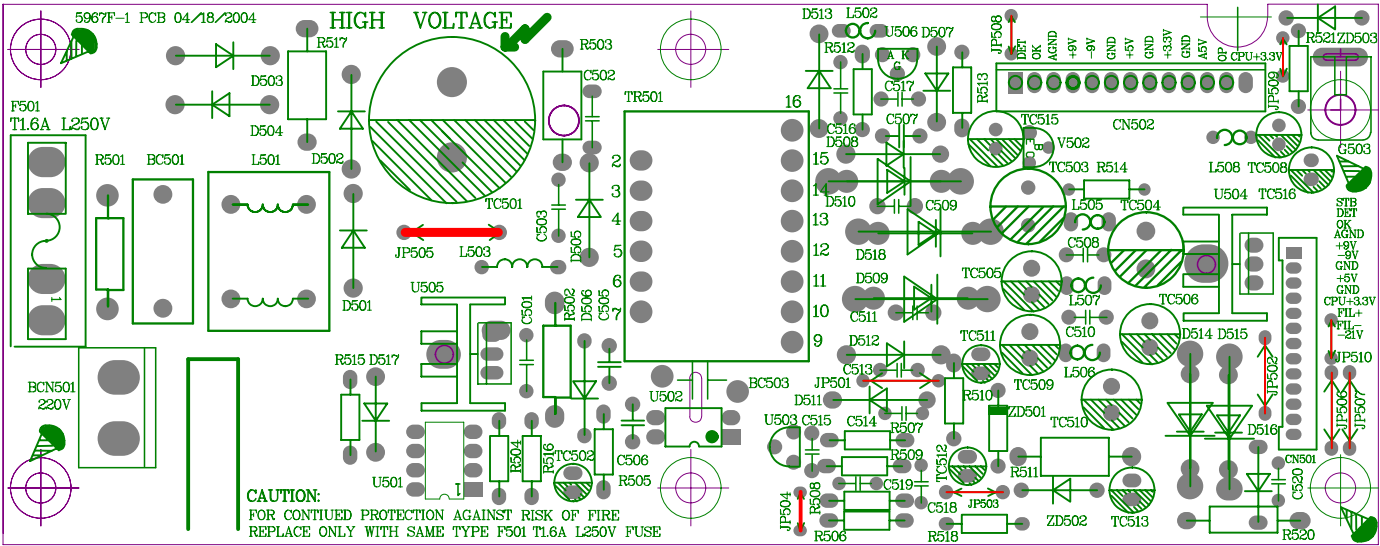 5967F-1 PCB 04/18/2004
HIGH VOLTAGE
R517
D503
D504
F501
T1.6A L250V
R501
BC501
L501
D502
D501
TC501
R503
C502
C503
D505
JP505
L503
TR501
16
2
15
3
14
4
13
5
12
6
11
7
10
9
D513
L502
U506
D507
R512
A K
G
C517
C516
C507
D508
D510
C509
D518
D509
C511
R513
JP508
DET
OK
AGND
+9V
-9V
GND
+5V
GND
+3.3V
GND
A5V
OP
CPU+3.3V
CN502
R521
ZD503
JP509
G503
TC515
V502
B
E C
TC503
R514
L505
TC504
C508
TC505
L507
C510
TC506
L508
TC508
TC516
U504
STB
DET
OK
AGND
+9V
-9V
GND
+5V
GND
CPU+3.3V
FIL+
FIL-
-21V
JP510
JP506
JP507
JP502
CN501
D514
D515
D516
C520
R520
U505
C501
R502
D506
C505
1
BCN501
220V
R515
D517
U501
1
R504
R516
TC502
R505
C506
U502
BC503
D512
C513
JP501
D511
R507
U503
C515
C514
R509
R508
C519
C518
R506
R518
JP504
JP503
TC511
TC509
R510
ZD501
L506
TC510
TC512
R511
ZD502
TC513
CAUTION:
FOR CONTIUED PROTECTION AGAINST RISK OF FIRE
REPLACE ONLY WITH SAME TYPE F501 T1.6A L250V FUSE